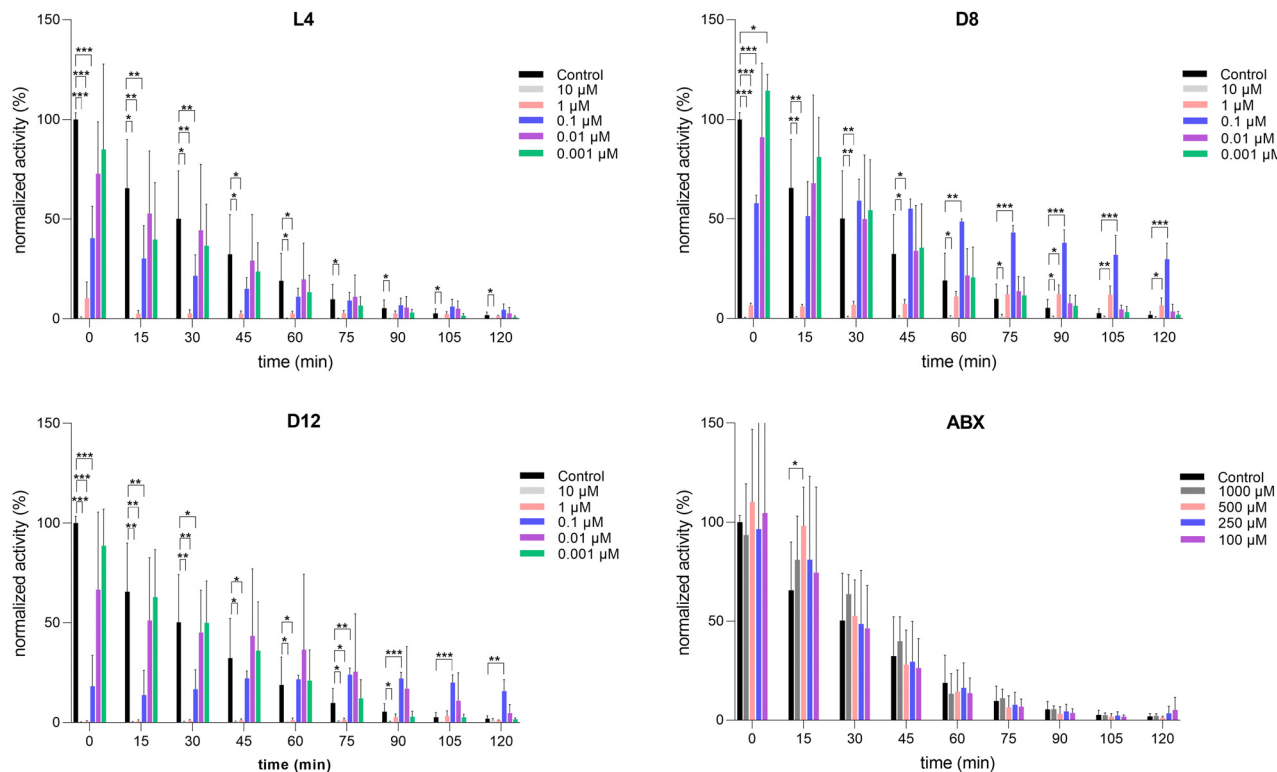 L4
150
100
50
0
normalized activity (%)
*** ** ** * * * * * *
*** ** ** * *
*** * *
Control
10 µM
1 µM
0.1 µM
0.01 µM
0.001 µM
0 15 30 45 60 75 90 105 120
time (min)
D8
150
100
50
0
normalized activity (%)
* ** ** * ** *** *** *** ***
*** ** ** * * * * ** *
*** *
***
Control
10 µM
1 µM
0.1 µM
0.01 µM
0.001 µM
0 15 30 45 60 75 90 105 120
time (min)
D12
150
100
50
0
normalized activity (%)
*** ** * * * ** *** *** **
*** ** ** * * * *
*** ** ** *
Control
10 µM
1 µM
0.1 µM
0.01 µM
0.001 µM
0 15 30 45 60 75 90 105 120
time (min)
ABX
150
100
50
0
normalized activity (%)
*
Control
1000 µM
500 µM
250 µM
100 µM
0 15 30 45 60 75 90 105 120
time (min)